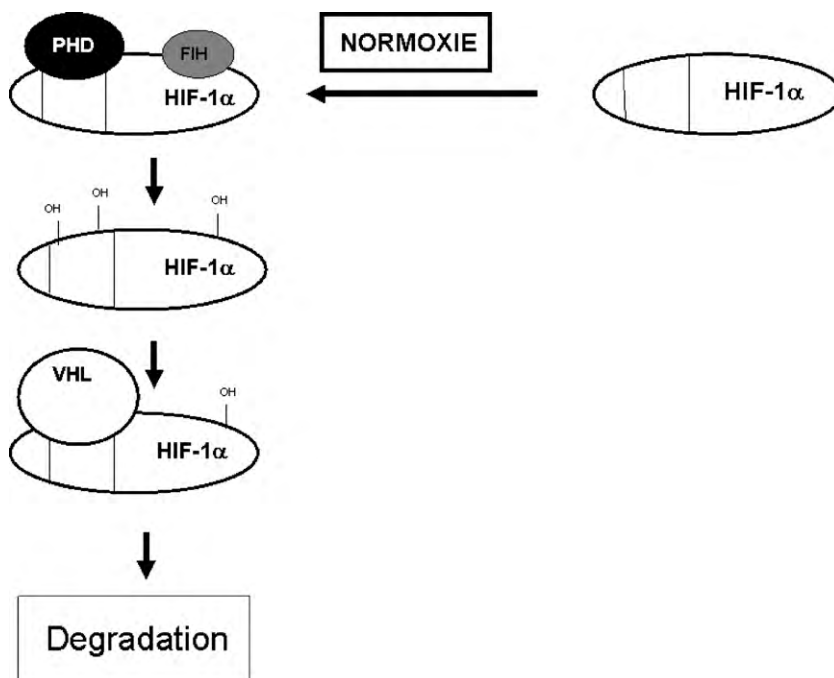 PHD
FIH
HIF-1α
NORMOXIE
HIF-1α
OH
OH
OH
HIF-1α
VHL
OH
HIF-1α
Degradation